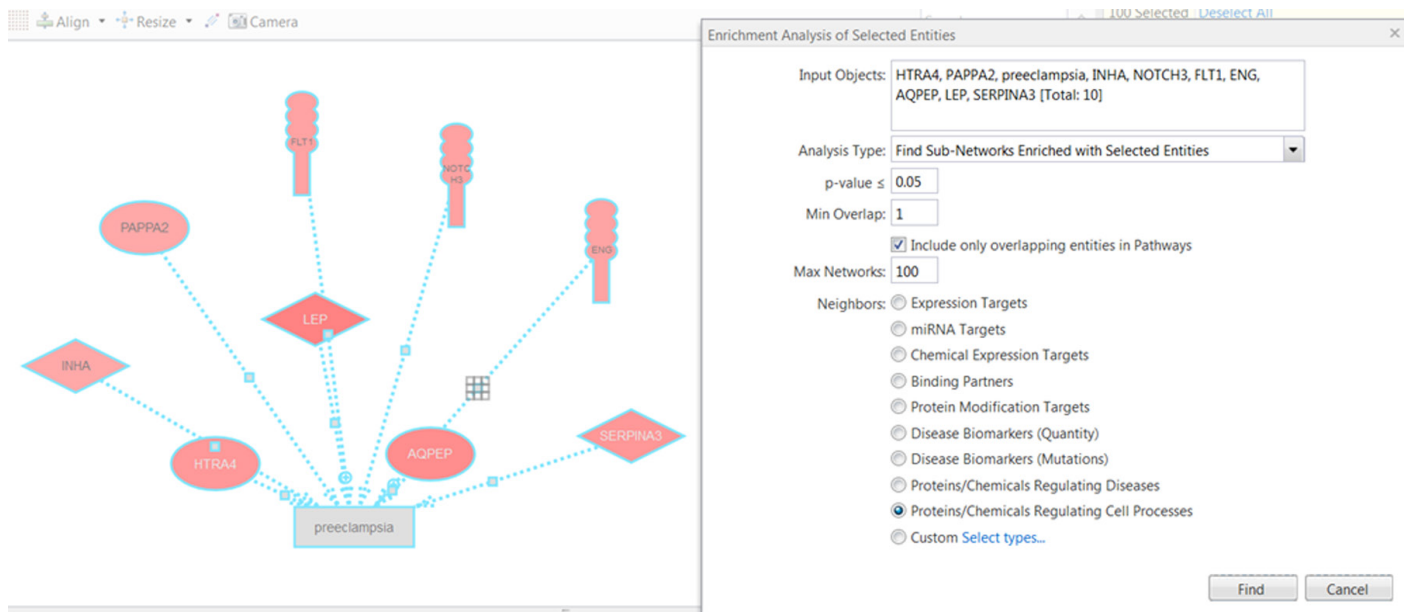 Align
Resize
Camera
100 Selected
Deselect All
FLT1
NOTC
H3
PAPPA2
ENG
LEP
INHA
HTRA4
AQPEP
SERPINA3
preeclampsia
Enrichment Analysis of Selected Entities
Input Objects:
HTRA4, PAPPA2, preeclampsia, INHA, NOTCH3, FLT1, ENG,
AQPEP, LEP, SERPINA3 [Total: 10]
Analysis Type: Find Sub-Networks Enriched with Selected Entities
p-value ≤ 0.05
Min Overlap: 1
Include only overlapping entities in Pathways
Max Networks: 100
Neighbors: Expression Targets
miRNA Targets
Chemical Expression Targets
Binding Partners
Protein Modification Targets
Disease Biomarkers (Quantity)
Disease Biomarkers (Mutations)
Proteins/Chemicals Regulating Diseases
Proteins/Chemicals Regulating Cell Processes
Custom Select types...
Find
Cancel